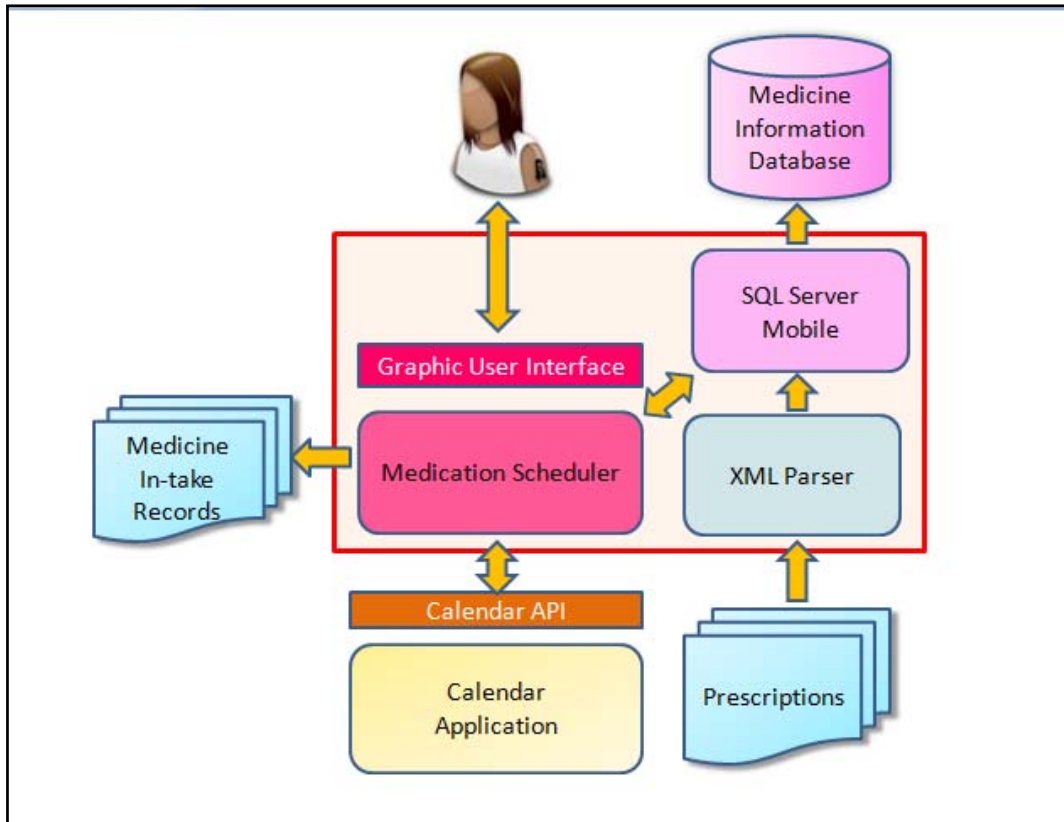 Medicine
Information
Database
SQL Server
Mobile
Graphic User Interface
Medication Scheduler
XML Parser
Medicine
In-take
Records
Calendar API
Calendar
Application
Prescriptions